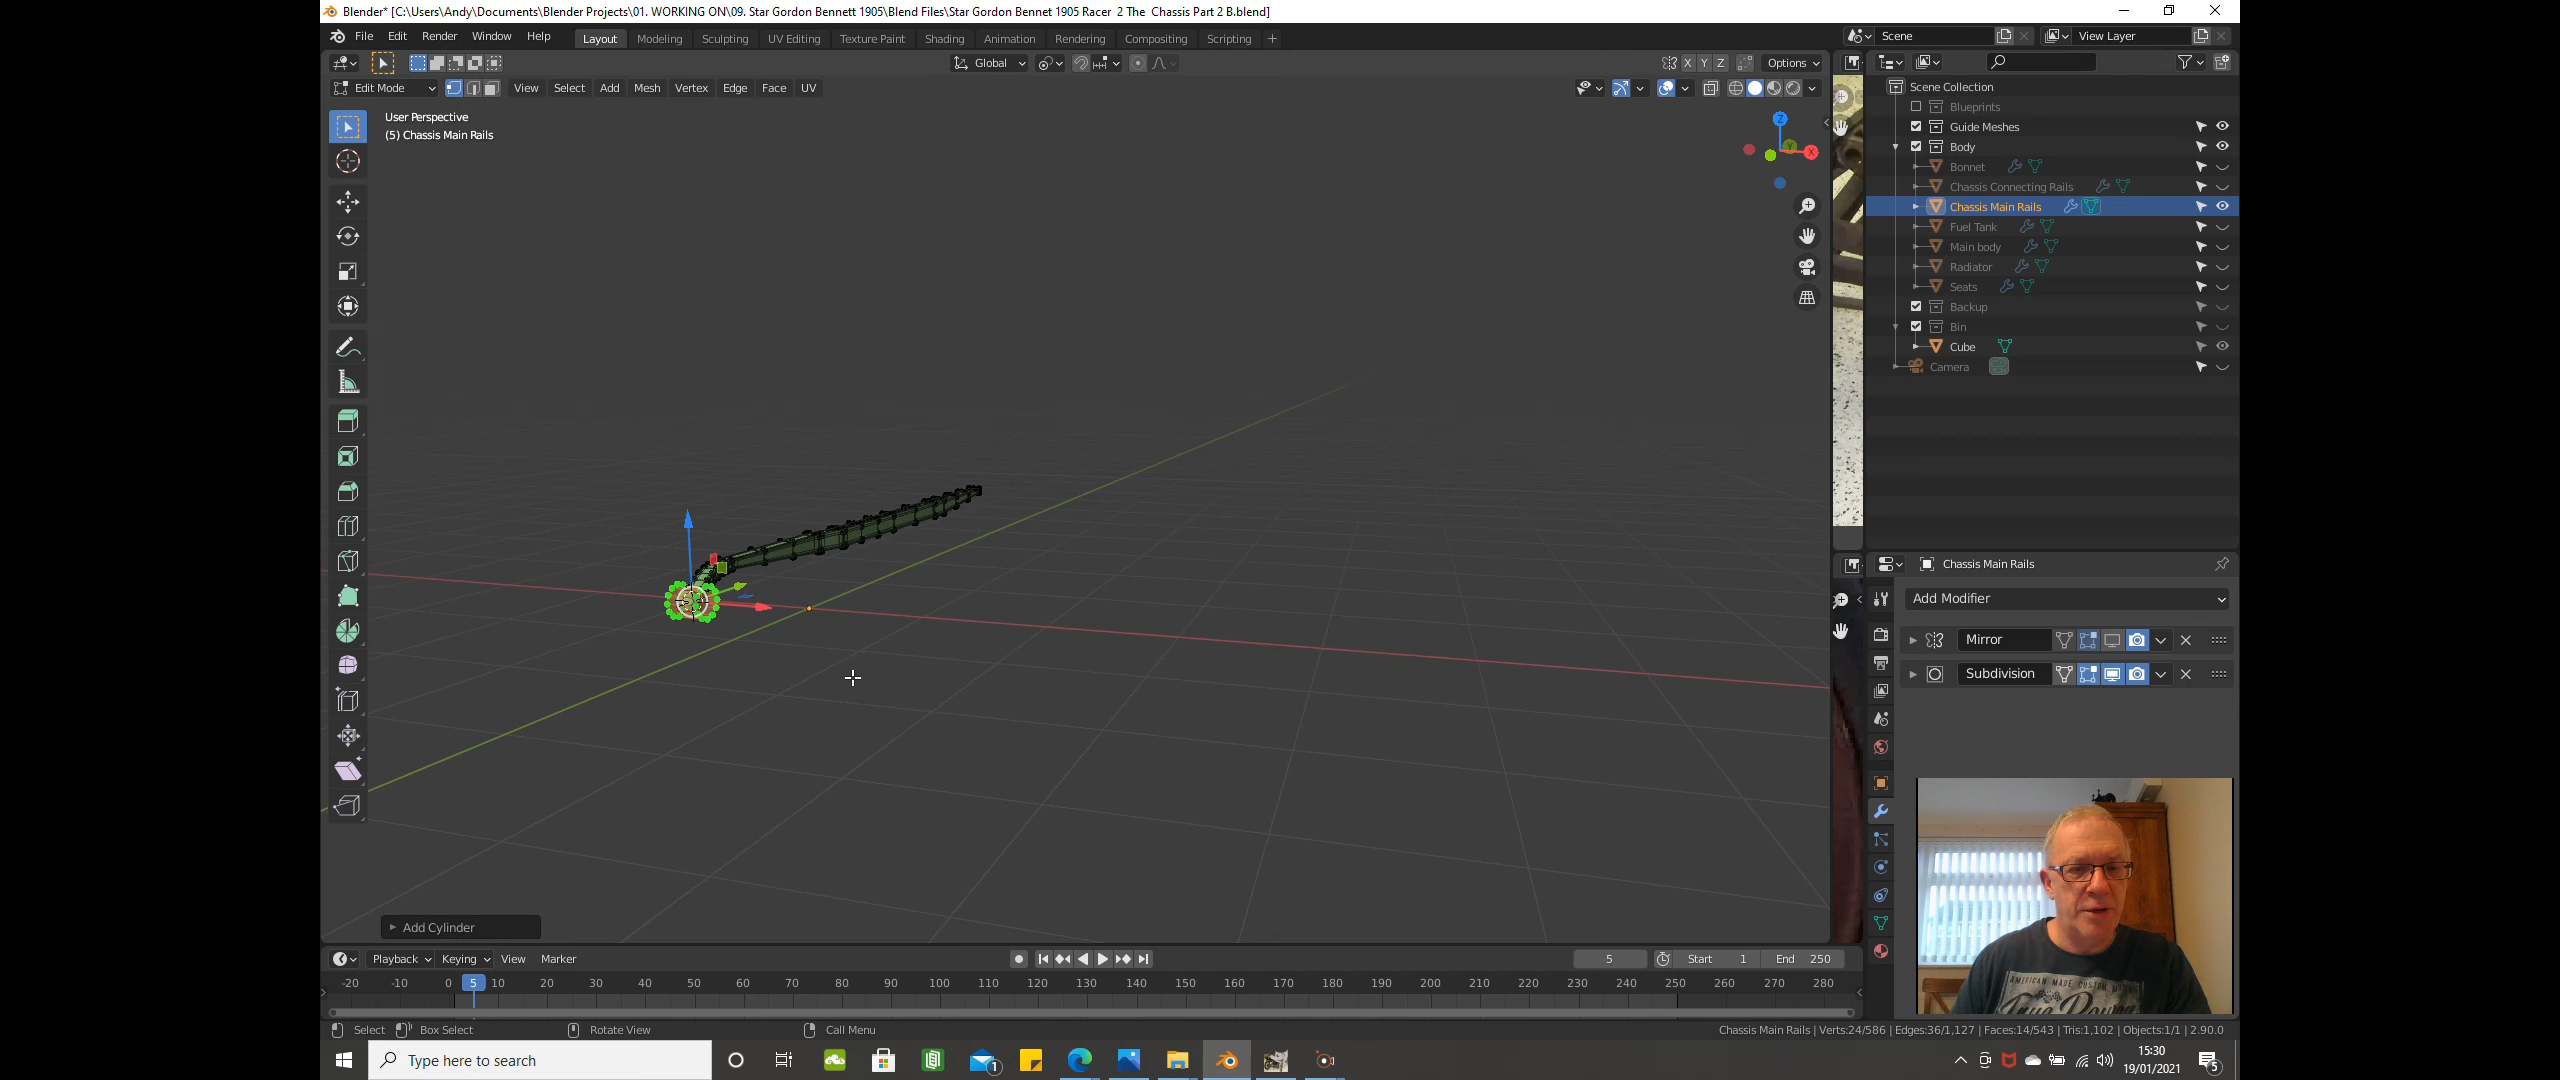 Blender* [C:\Users\Andy\Documents\Blender Projects\01. WORKING ON\09. Star Gordon Bennett 1905\Blend Files\Star Gordon Bennet 1905 Racer  2 The  Chassis Part 2 B.blend]
File Edit Render Window Help Layout Modeling Sculpting UV Editing Texture Paint Shading Animation Rendering Compositing Scripting + Scene View Layer
Global X Y Z Options
Edit Mode View Select Add Mesh Vertex Edge Face UV
User Perspective
(5) Chassis Main Rails
Z
Y
X
Scene Collection
Blueprints
Guide Meshes
Body
Bonnet
Chassis Connecting Rails
Chassis Main Rails
Fuel Tank
Main body
Radiator
Seats
Backup
Bin
Cube
Camera
Chassis Main Rails
Add Modifier
Mirror
Subdivision
AMERICAN MADE CUSTOM
Add Cylinder
Playback Keying View Marker 5 Start 1 End 250
-20 -10 0 5 10 20 30 40 50 60 70 80 90 100 110 120 130 140 150 160 170 180 190 200 210 220 230 240 250 260 270 280
Select Box Select Rotate View Call Menu Chassis Main Rails | Verts:24/586 | Edges:36/1,127 | Faces:14/543 | Tris:1,102 | Objects:1/1 | 2.90.0
Type here to search
1
15:30
19/01/2021
5